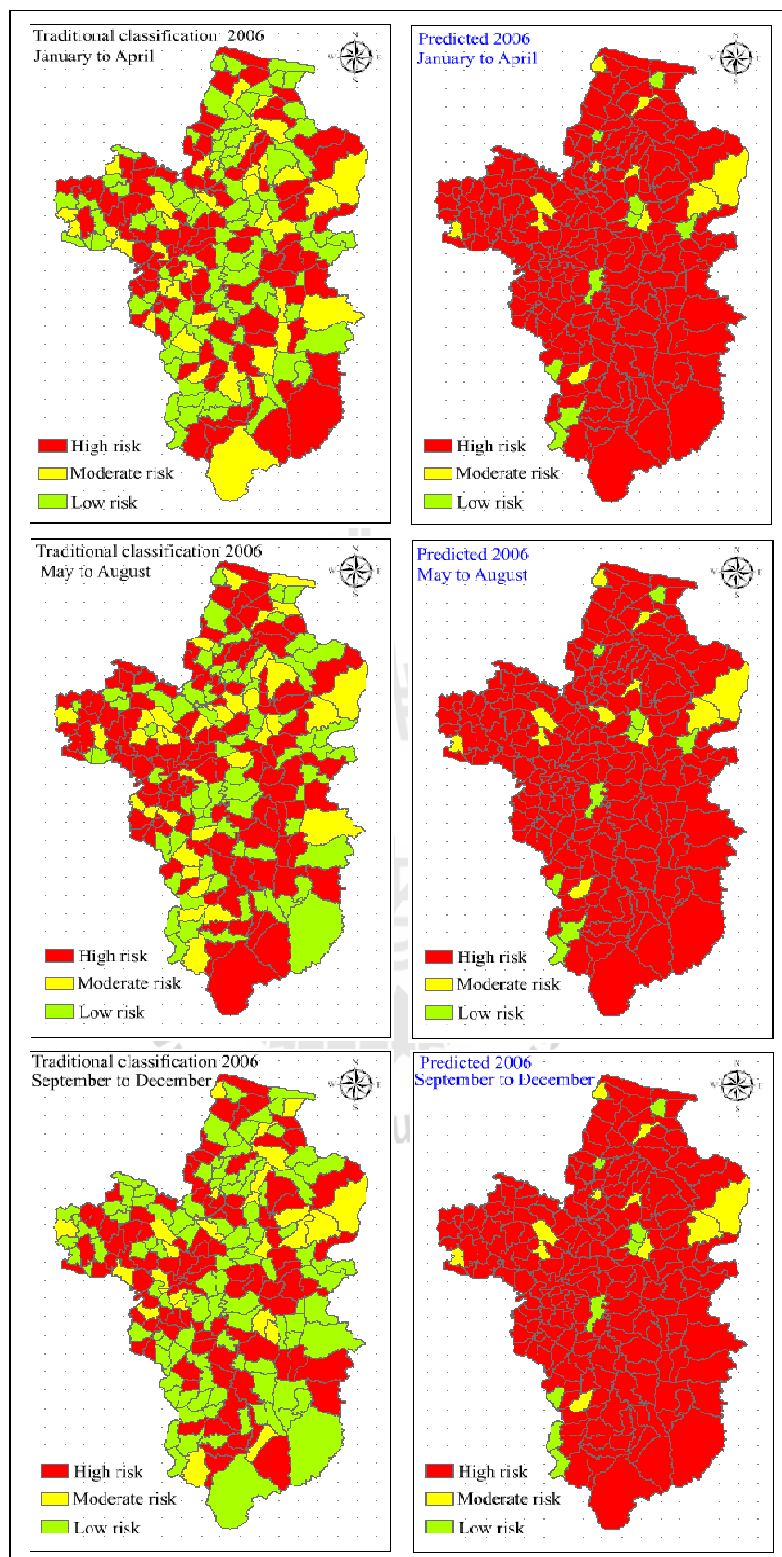 Traditional classification 2006
January to April
N
W E
S
High risk
Moderate risk
Low risk
Predicted 2006
January to April
N
W E
S
High risk
Moderate risk
Low risk
Traditional classification 2006
May to August
N
W E
S
High risk
Moderate risk
Low risk
Predicted 2006
May to August
N
W E
S
High risk
Moderate risk
Low risk
Traditional classification 2006
September to December
N
W E
S
High risk
Moderate risk
Low risk
Predicted 2006
September to December
N
W E
S
High risk
Moderate risk
Low risk